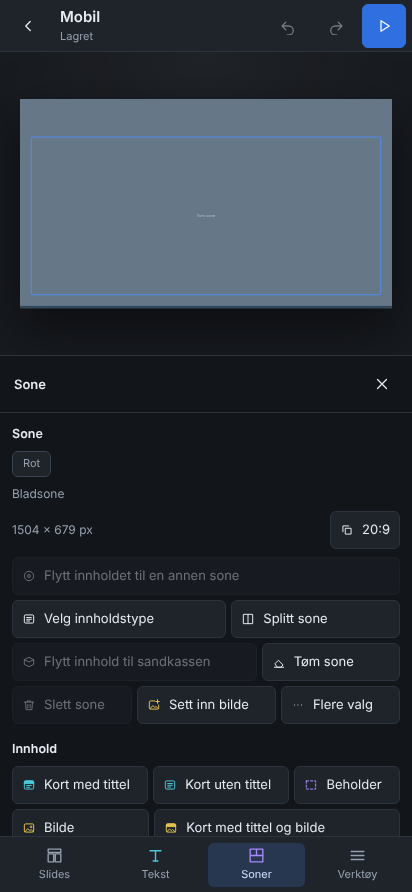 Mobil
Lagret
Sone
Sone
Rot
Bladsone
1504 × 679 px
20:9
Flytt innholdet til en annen sone
Velg innholdstype
Splitt sone
Flytt innhold til sandkassen
Tøm sone
Slett sone
Sett inn bilde
Flere valg
Innhold
Kort med tittel
Kort uten tittel
Beholder
Bilde
Kort med tittel og bilde
Slides
Tekst
Soner
Verktøy